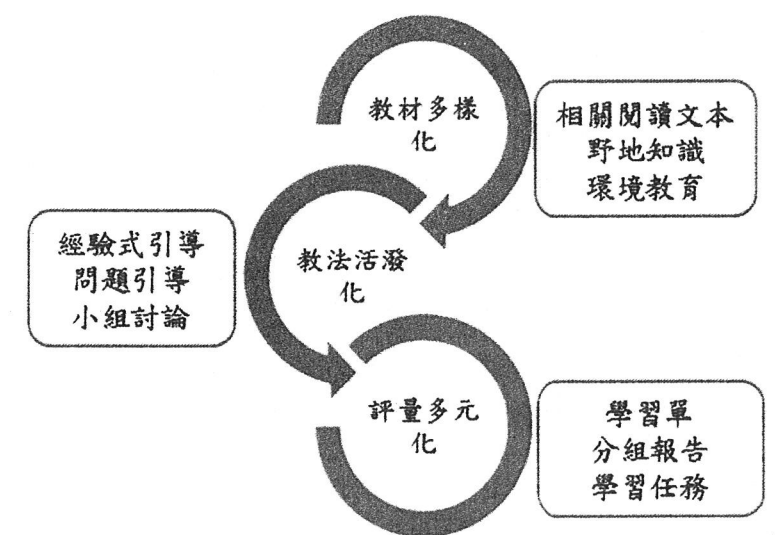 教材多樣
化
相關閱讀文本
野地知識
環境教育
經驗式引導
問題引導
小組討論
教法活潑
化
評量多元
化
學習單
分組報告
學習任務